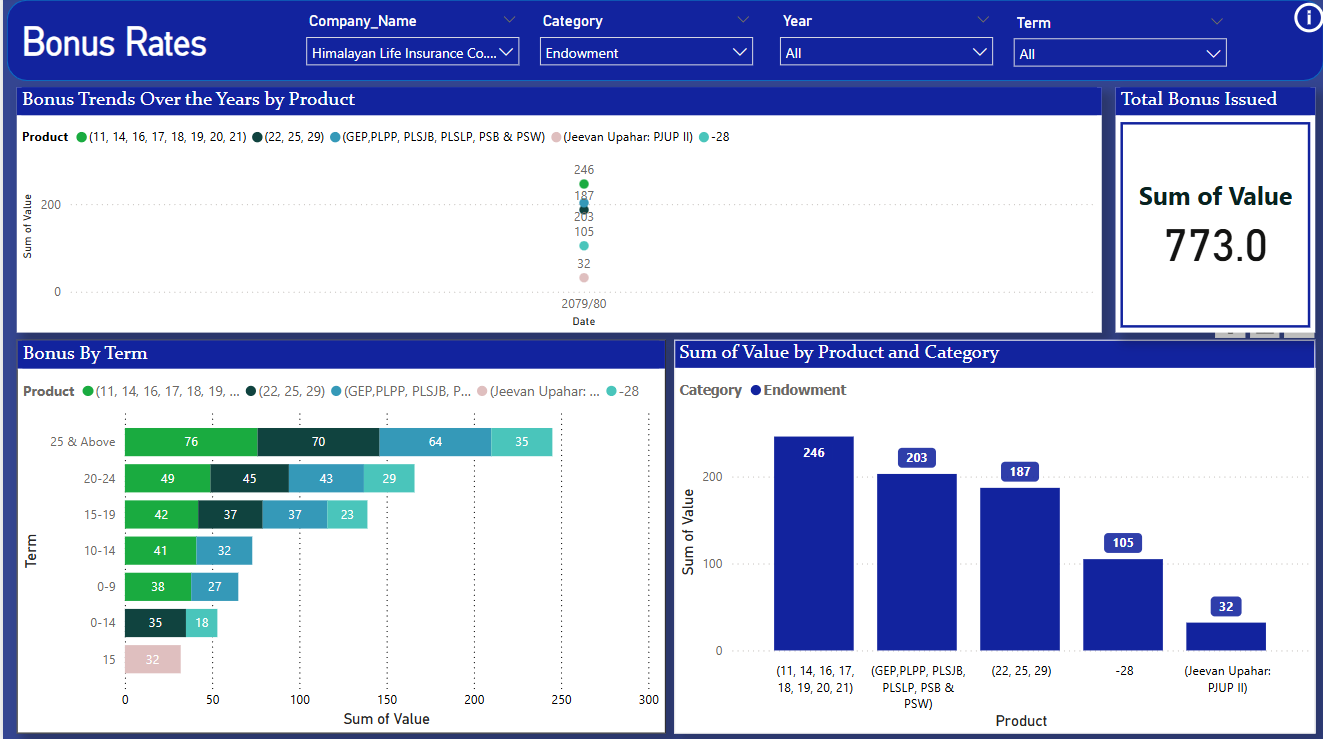 Bonus Rates
Company_Name
Himalayan Life Insurance Co....
Category
Endowment
Year
All
Term
All
Bonus Trends Over the Years by Product
Product (11, 14, 16, 17, 18, 19, 20, 21) (22, 25, 29) (GEP,PLPP, PLSJB, PLSLP, PSB & PSW) (Jeevan Upahar: PJUP II) -28
Sum of Value
200
0
246
187
203
105
32
2079/80
Date
Total Bonus Issued
Sum of Value
773.0
Bonus By Term
Product (11, 14, 16, 17, 18, 19, ... (22, 25, 29) (GEP,PLPP, PLSJB, P... (Jeevan Upahar: ... -28
Term
25 & Above 76 70 64 35
20-24 49 45 43 29
15-19 42 37 37 23
10-14 41 32
0-9 38 27
0-14 35 18
15 32
0 50 100 150 200 250 300
Sum of Value
Sum of Value by Product and Category
Category Endowment
Sum of Value
200
100
0
246
203
187
105
32
(11, 14, 16, 17,
18, 19, 20, 21)
(GEP,PLPP, PLSJB,
PLSLP, PSB &
PSW)
(22, 25, 29)
-28
(Jeevan Upahar:
PJUP II)
Product